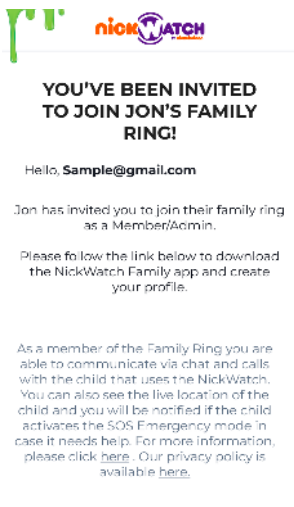 nickWATCH
YOU'VE BEEN INVITED
TO JOIN JON'S FAMILY
RING!
Hello, Sample@gmail.com
Jon has invited you to join their family ring
as a Member/Admin.
Please follow the link below to download
the NickWatch Family app and create
your profile.
As a member of the Family Ring you are
able to communicate via chat and calls
with the child that uses the NickWatch.
You can also see the live location of the
child and you will be notified if the child
activates the SOS Emergency mode in
case it needs help. For more information,
please click here . Our privacy policy is
available here.